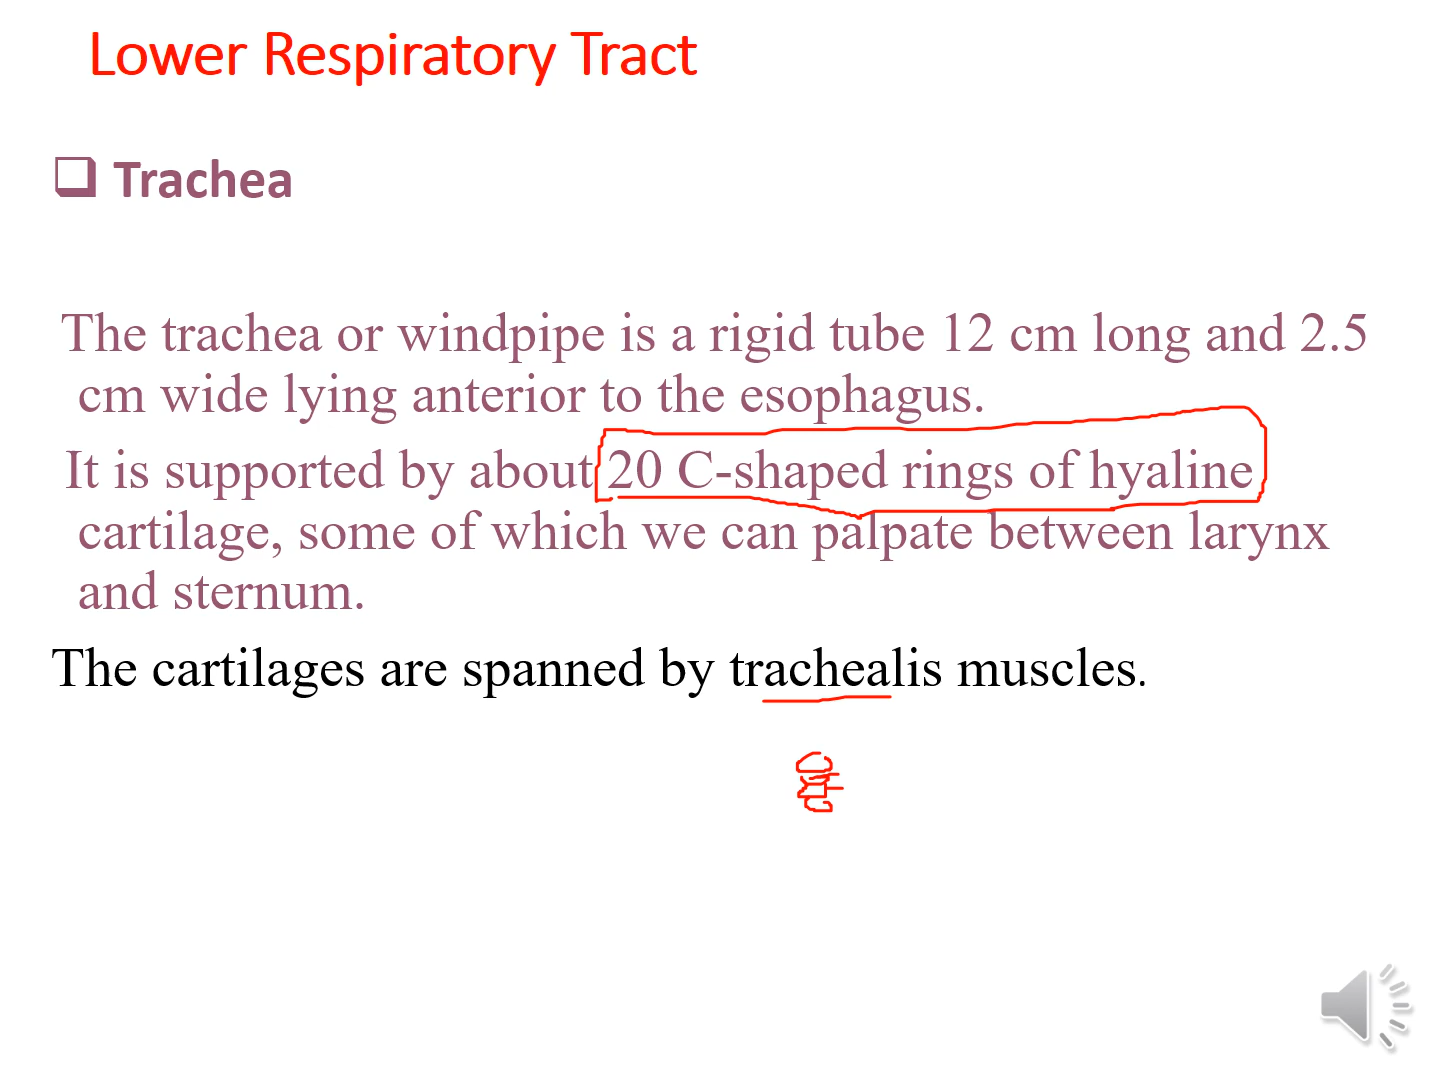 Lower Respiratory Tract
Trachea
The trachea or windpipe is a rigid tube 12 cm long and 2.5
cm wide lying anterior to the esophagus.
It is supported by about 20 C-shaped rings of hyaline
cartilage, some of which we can palpate between larynx
and sternum.
The cartilages are spanned by trachealis muscles.